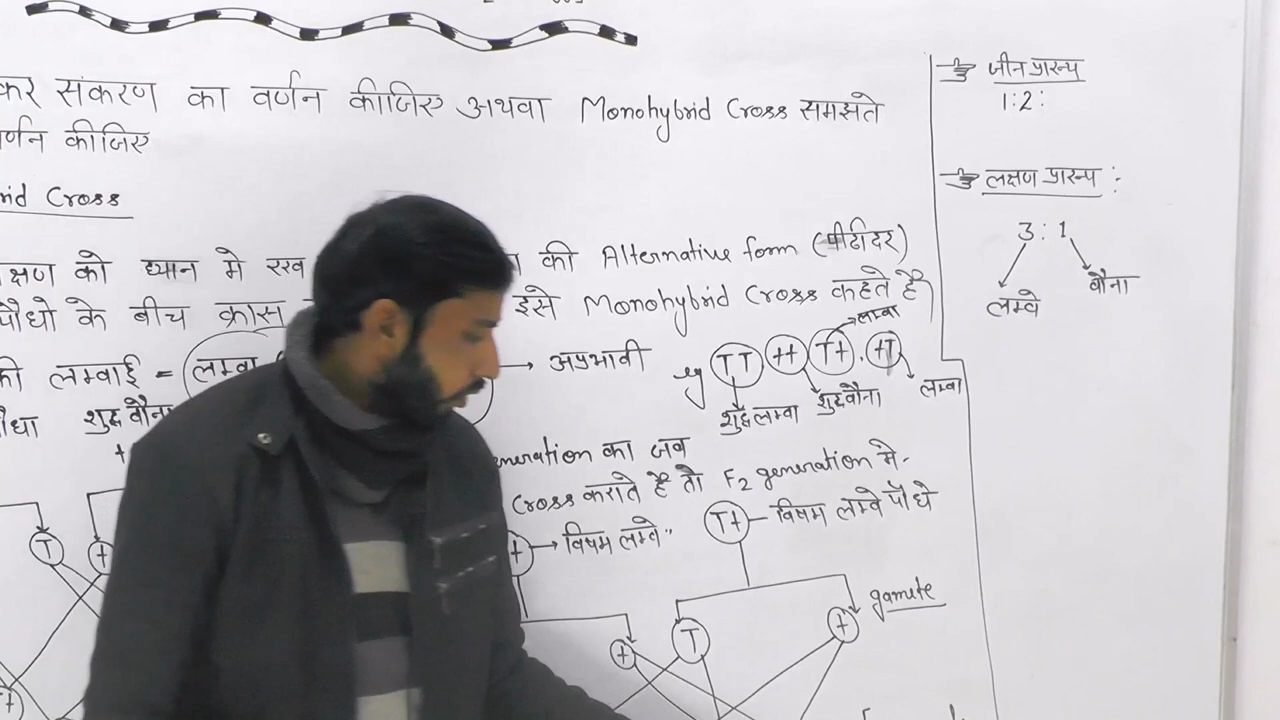 कर संकरण का वर्णन कीजिए अथवा Monohybrid Cross समझते
र्णन कीजिए
rid Cross
क्षण को ध्यान मे रख की Alternative form
पौधो के बीच क्रास इसे Monohybrid Cross कहते है
की लम्बाई = लम्बा → अप्रभावी
ौधा शुद्ध बौना
eg TT tt Tt . tT
लम्बा
शुद्ध लम्बा शुद्ध बौना लम्बा
eneration का जब
Cross कराते है तो F2 generation मे
t → विषम लम्बे
Tt विषम लम्बे पौधे
T t
t T t gamete
t
जीन प्रारूप
1:2:
लक्षण प्रारूप :
3:1
लम्बे बौना